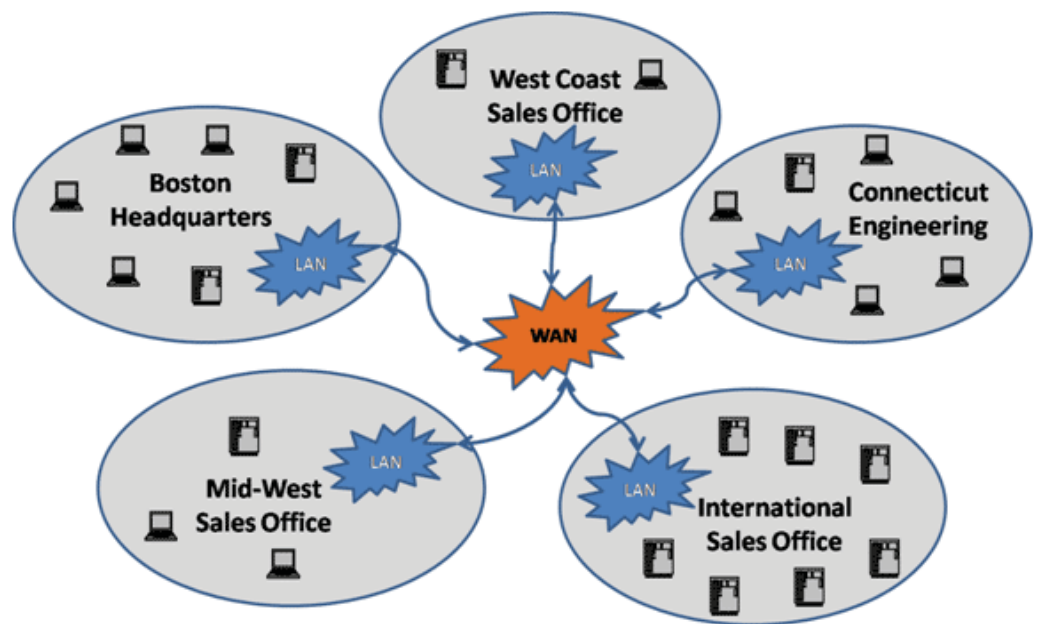 West Coast
Sales Office
LAN
Boston
Headquarters
LAN
Connecticut
Engineering
LAN
WAN
Mid-West
Sales Office
LAN
International
Sales Office
LAN